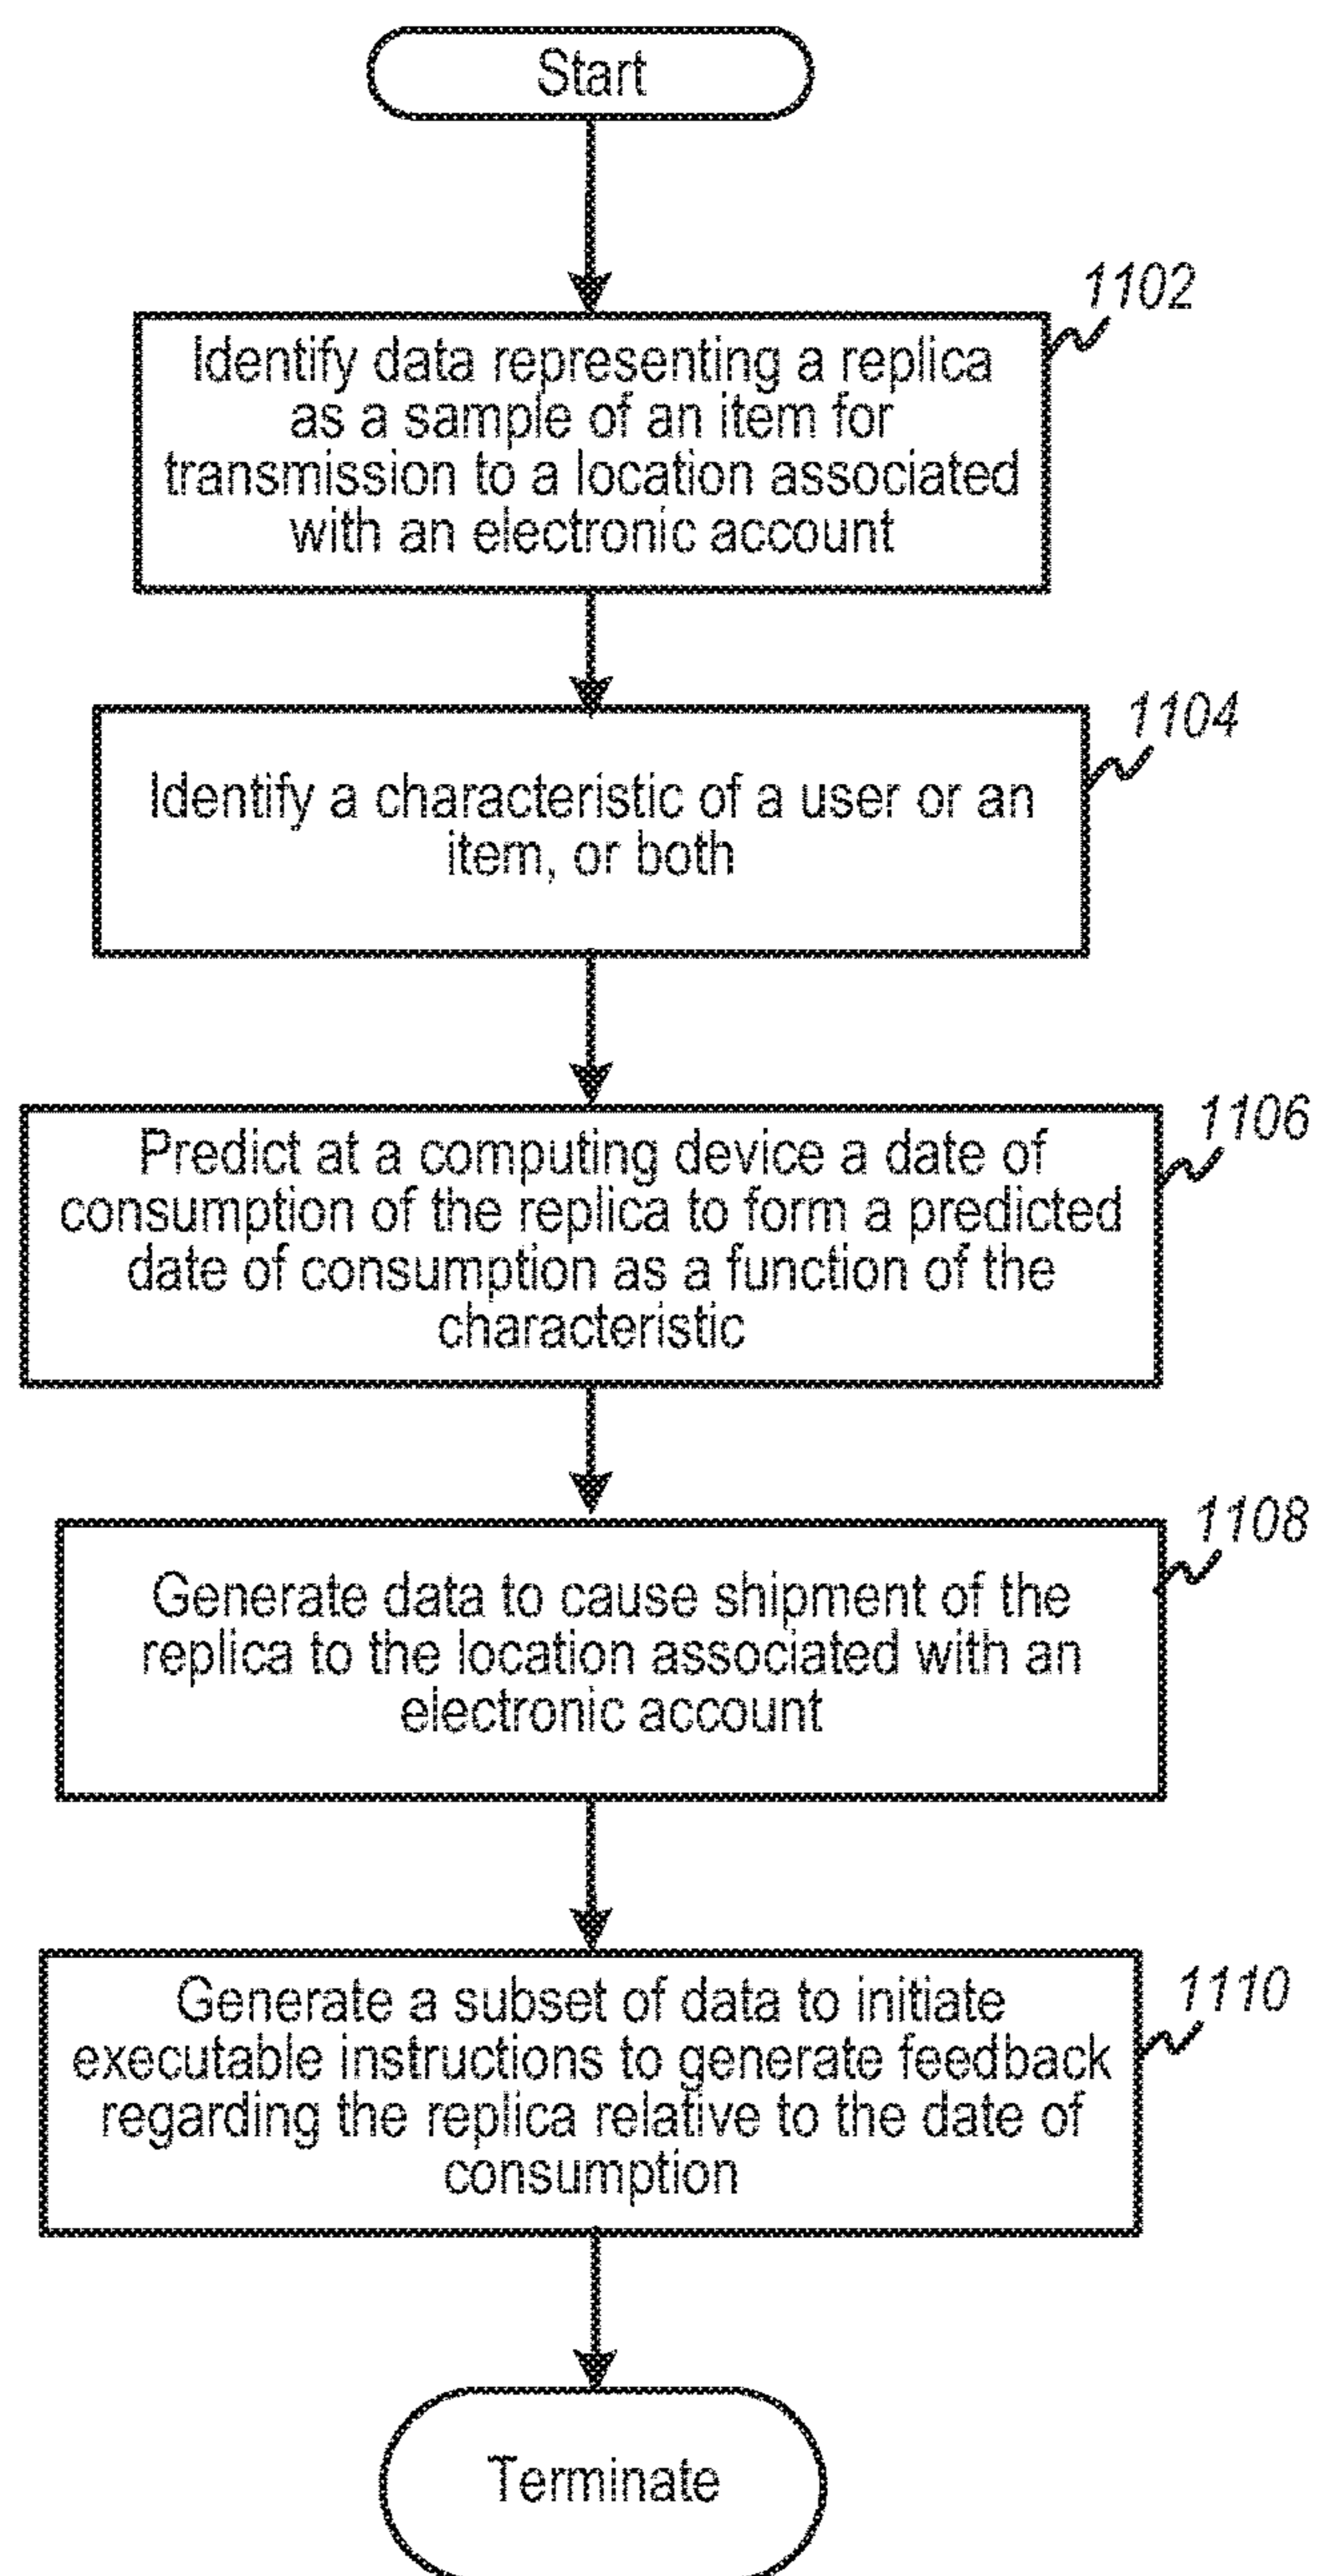 Start
1102
Identify data representing a replica
as a sample of an item for
transmission to a location associated
with an electronic account
1104
Identify a characteristic of a user or an
item, or both
1106
Predict at a computing device a date of
consumption of the replica to form a predicted
date of consumption as a function of the
characteristic
1108
Generate data to cause shipment of the
replica to the location associated with an
electronic account
1110
Generate a subset of data to initiate
executable instructions to generate feedback
regarding the replica relative to the date of
consumption
Terminate